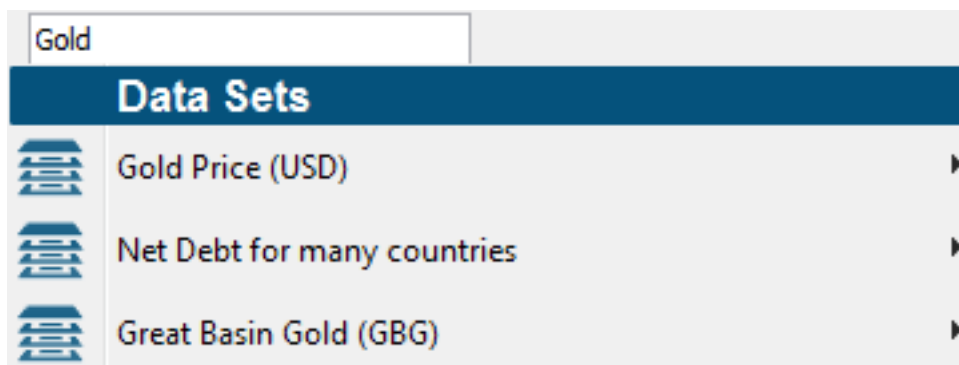 Gold
Data Sets
Gold Price (USD)
Net Debt for many countries
Great Basin Gold (GBG)